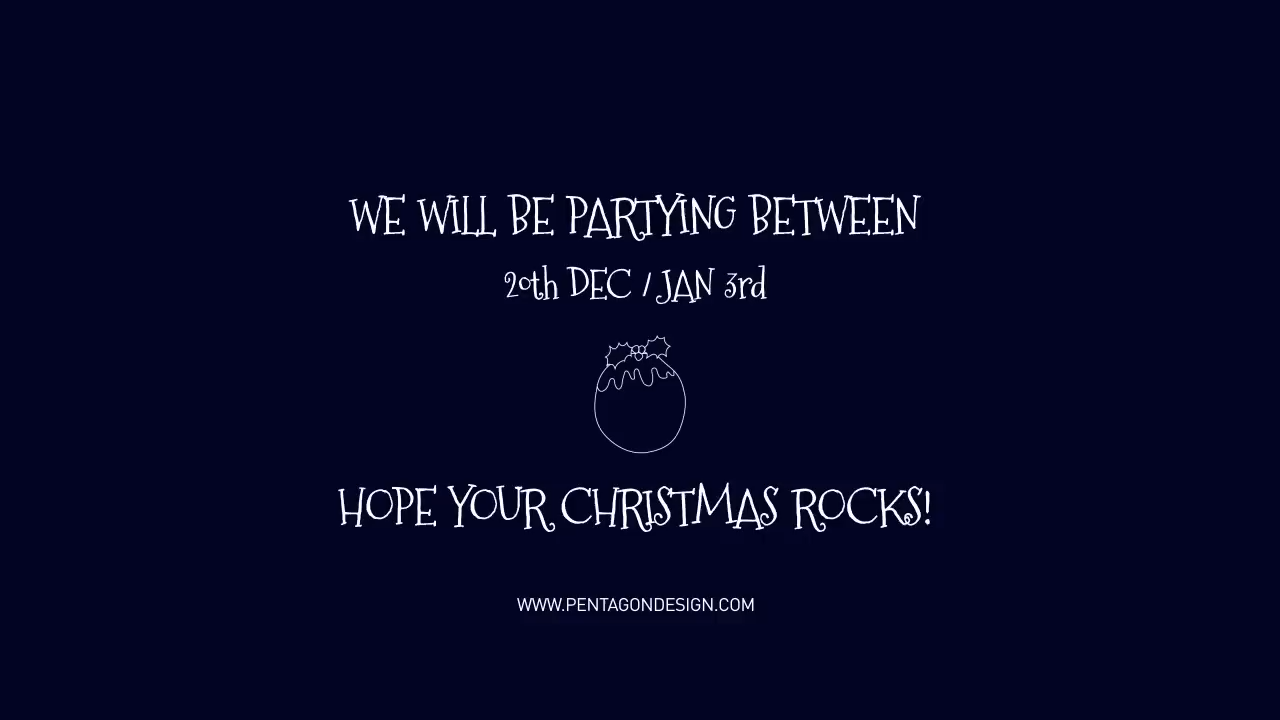 WE WILL BE PARTYING BETWEEN
20th DEC / JAN 3rd
HOPE YOUR CHRISTMAS ROCKS!
WWW.PENTAGONDESIGN.COM